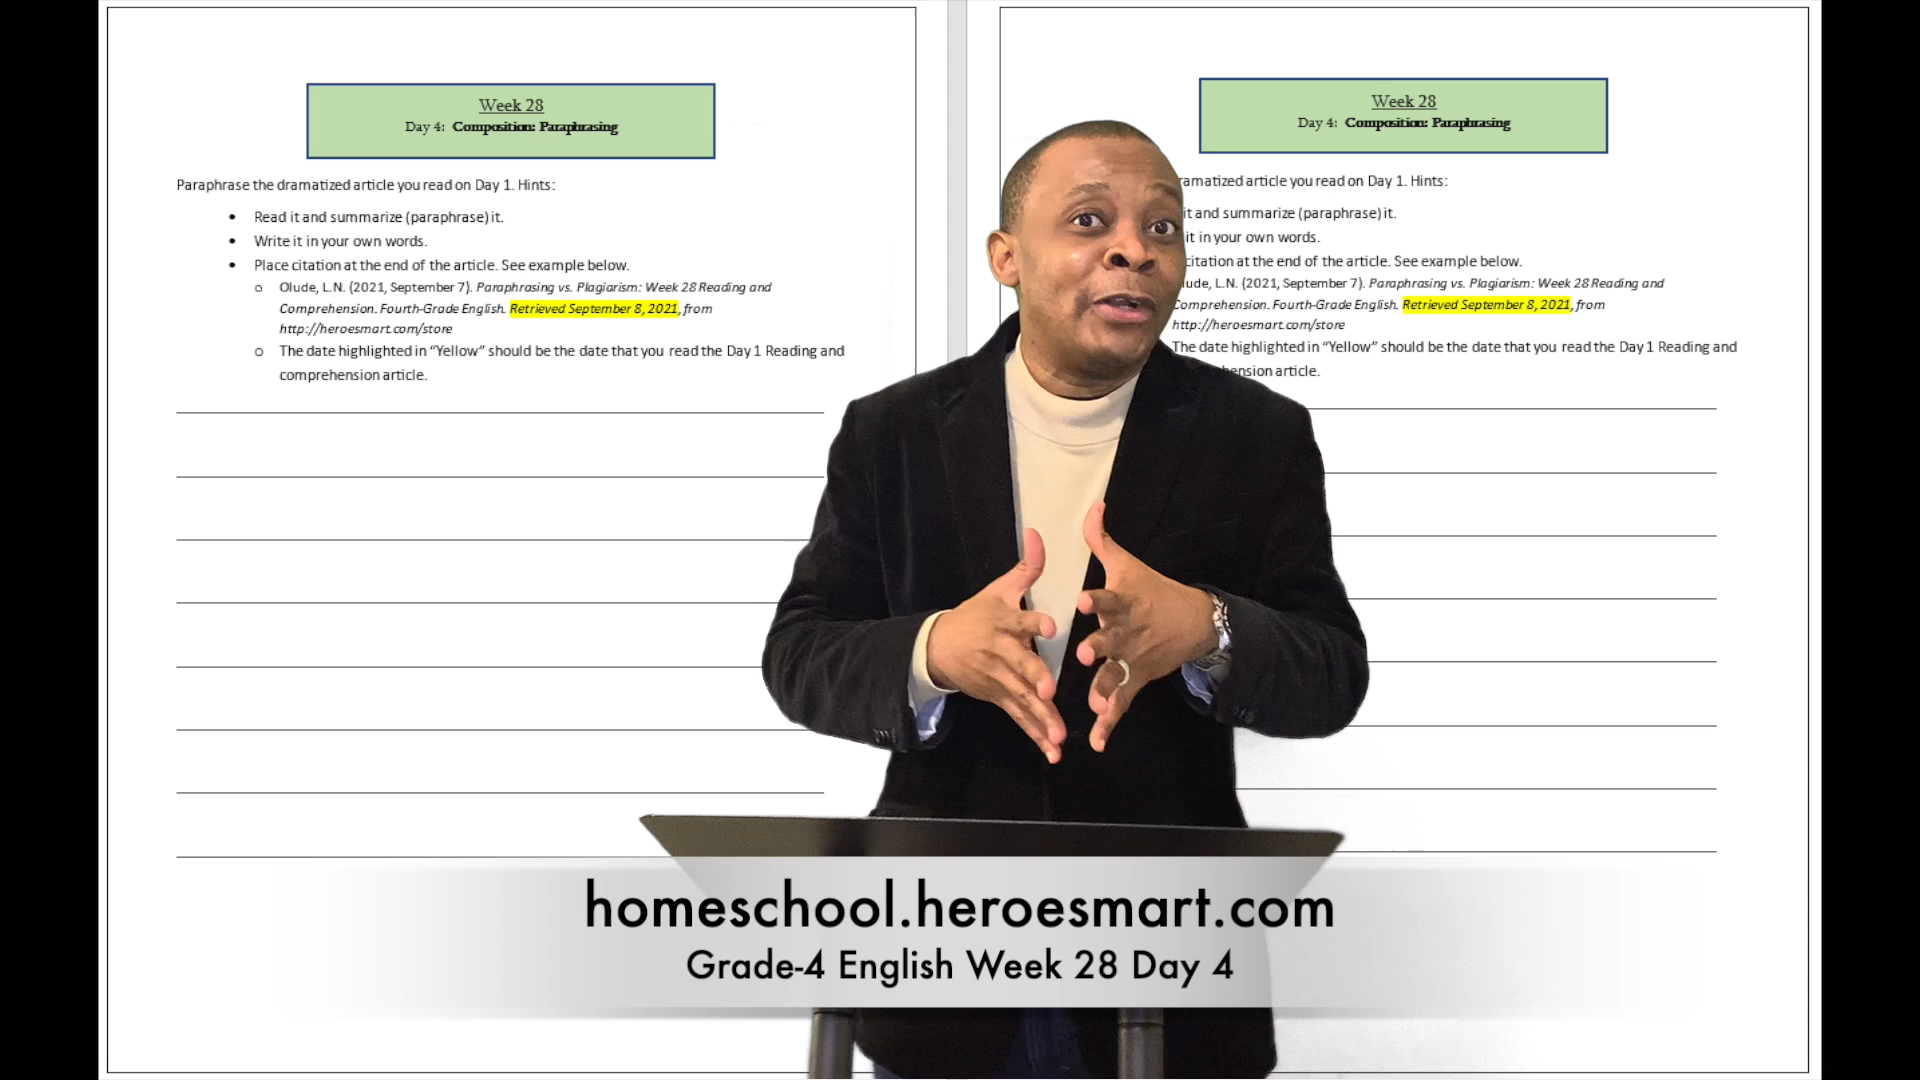 Week 28
Day 4: Composition: Paraphrasing
Paraphrase the dramatized article you read on Day 1. Hints:
• Read it and summarize (paraphrase) it.
• Write it in your own words.
• Place citation at the end of the article. See example below.
o Olude, L.N. (2021, September 7). Paraphrasing vs. Plagiarism: Week 28 Reading and
Comprehension. Fourth-Grade English. Retrieved September 8, 2021, from
http://heroesmart.com/store
o The date highlighted in “Yellow” should be the date that you read the Day 1 Reading and
comprehension article.
Week 28
Day 4: Composition: Paraphrasing
dramatized article you read on Day 1. Hints:
it and summarize (paraphrase) it.
it in your own words.
citation at the end of the article. See example below.
L.N. (2021, September 7). Paraphrasing vs. Plagiarism: Week 28 Reading and
Comprehension. Fourth-Grade English. Retrieved September 8, 2021, from
http://heroesmart.com/store
The date highlighted in “Yellow” should be the date that you read the Day 1 Reading and
article.
homeschool.heroesmart.com
Grade-4 English Week 28 Day 4